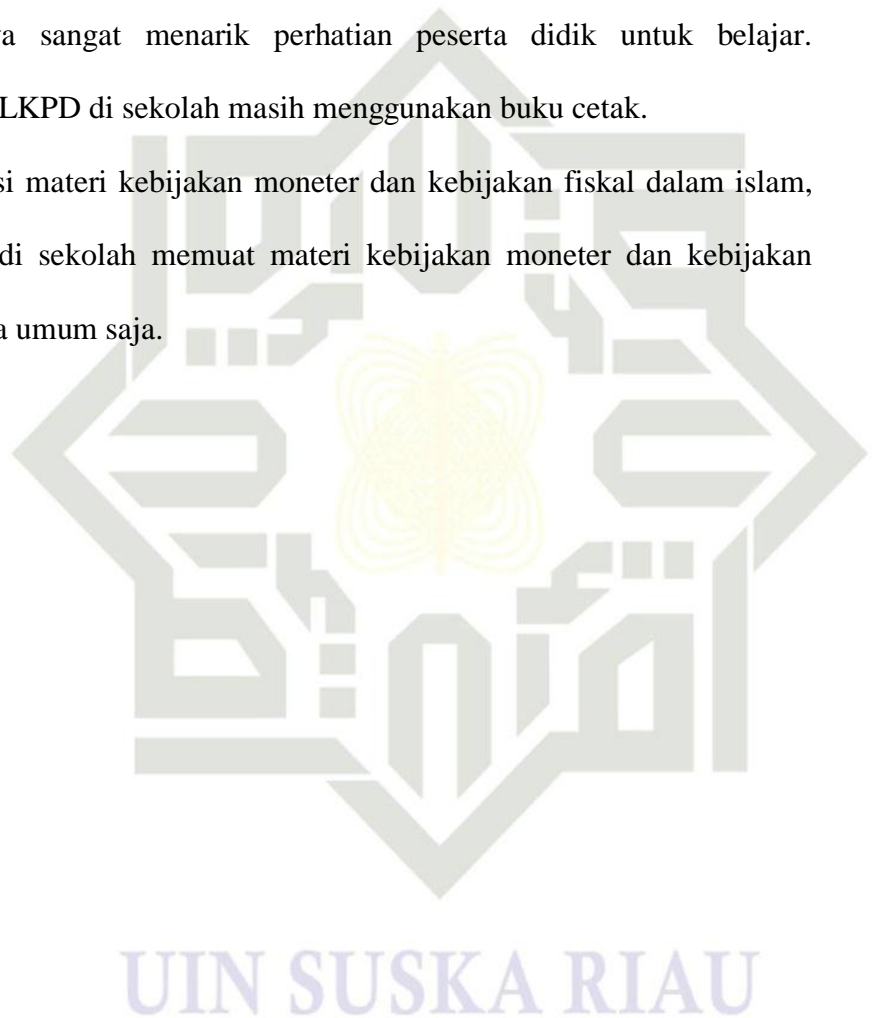 a sangat menarik perhatian peserta didik untuk belajar.
LKPD di sekolah masih menggunakan buku cetak.
si materi kebijakan moneter dan kebijakan fiskal dalam islam,
di sekolah memuat materi kebijakan moneter dan kebijakan
a umum saja.
UIN SUSKA RIAU